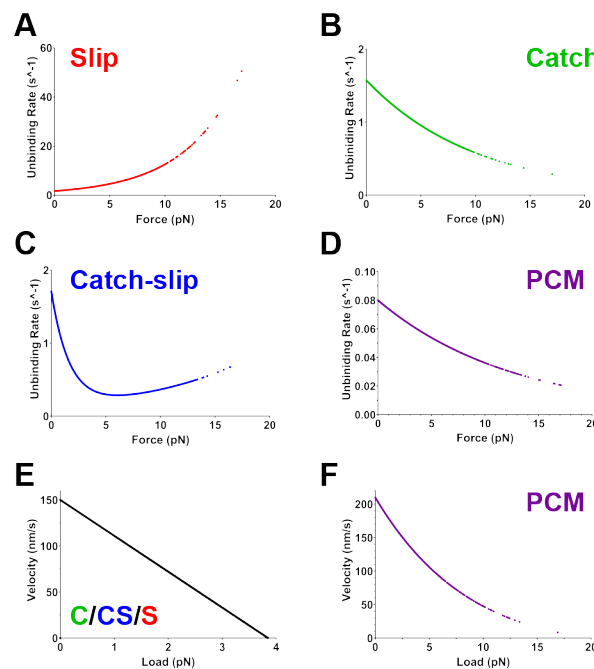 A
Slip
Unbinding Rate (s^-1)
60
40
20
0
0 5 10 15 20
Force (pN)
B
Catch
Unbinding Rate (s^-1)
2
1
0
0 5 10 15 20
Force (pN)
C
Catch-slip
Unbinding Rate (s^-1)
2
1
0
0 5 10 15 20
Force (pN)
D
PCM
Unbiniding Rate (s^-1)
0.10
0.08
0.06
0.04
0.02
0.00
0 5 10 15 20
Force (pN)
E
C/CS/S
Velocity (nm/s)
150
100
50
0
0 1 2 3 4
Load (pN)
F
PCM
Velocity (nm/s)
200
150
100
50
0
0 5 10 15 20
Load (pN)